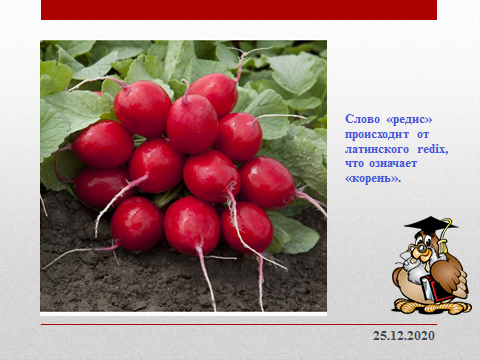 Слово «редис»
происходит от
латинского redix,
что означает
«корень».
25.12.2020